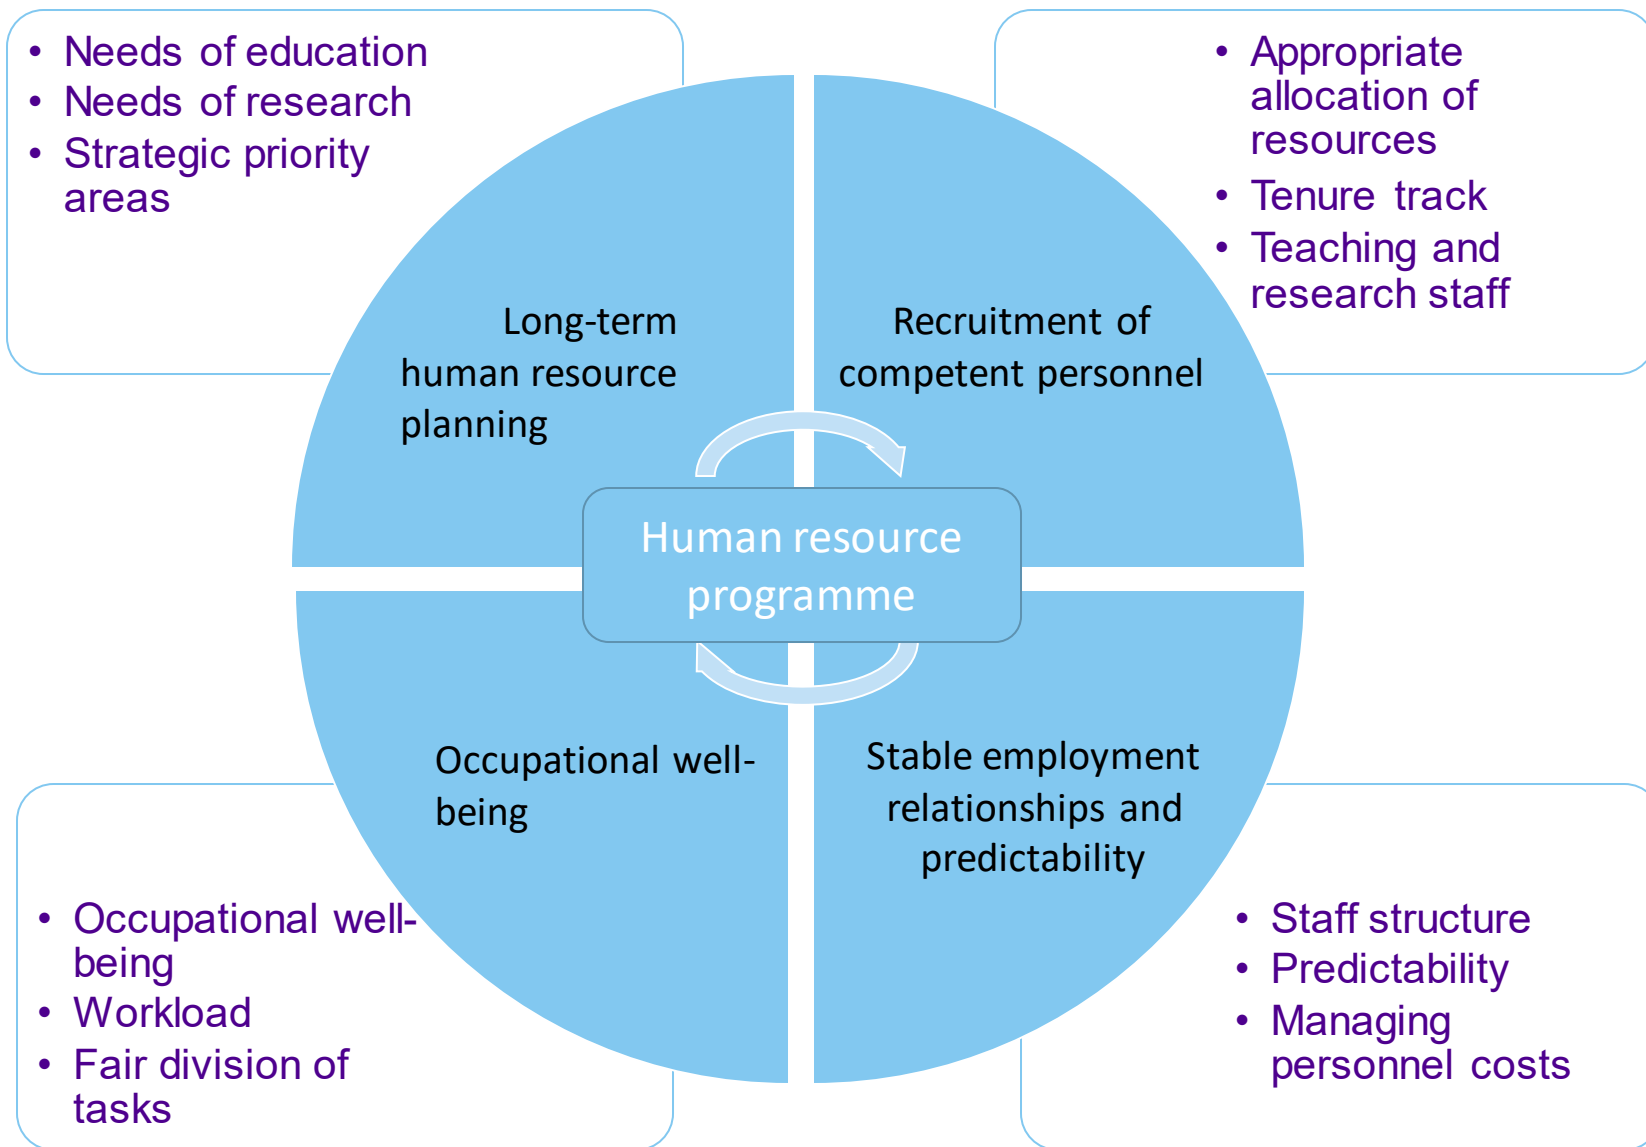 • Needs of education
• Needs of research
• Strategic priority
areas
• Appropriate
allocation of
resources
• Tenure track
• Teaching and
research staff
Long-term
human resource
planning
Recruitment of
competent personnel
Human resource
programme
Occupational well-
being
Stable employment
relationships and
predictability
• Occupational well-
being
• Workload
• Fair division of
tasks
• Staff structure
• Predictability
• Managing
personnel costs